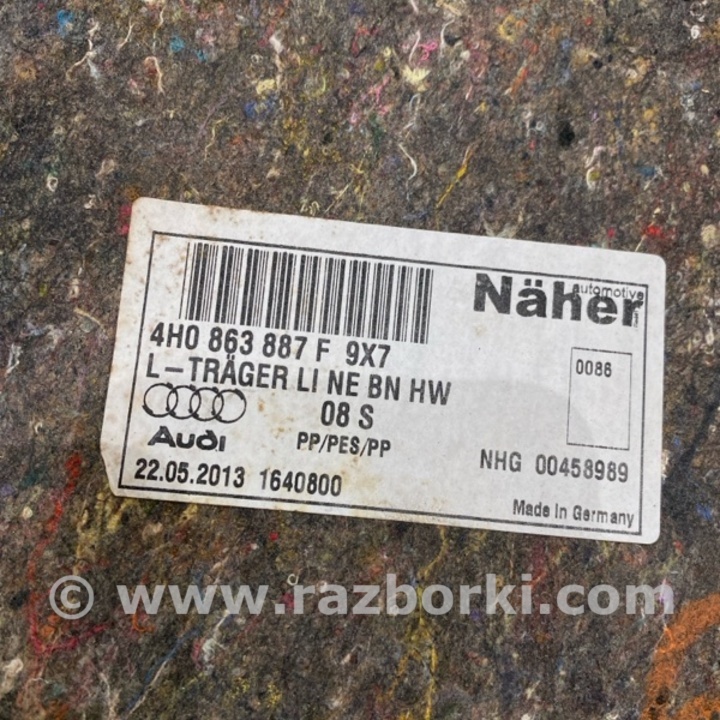 Näher
automotive
4H0 863 887 F 9X7
L-TRÄGER LI NE BN HW
0086
08 S
Audi
PP/PES/PP
NHG 00458989
22.05.2013 1640800
Made In Germany
© www.razborki.com